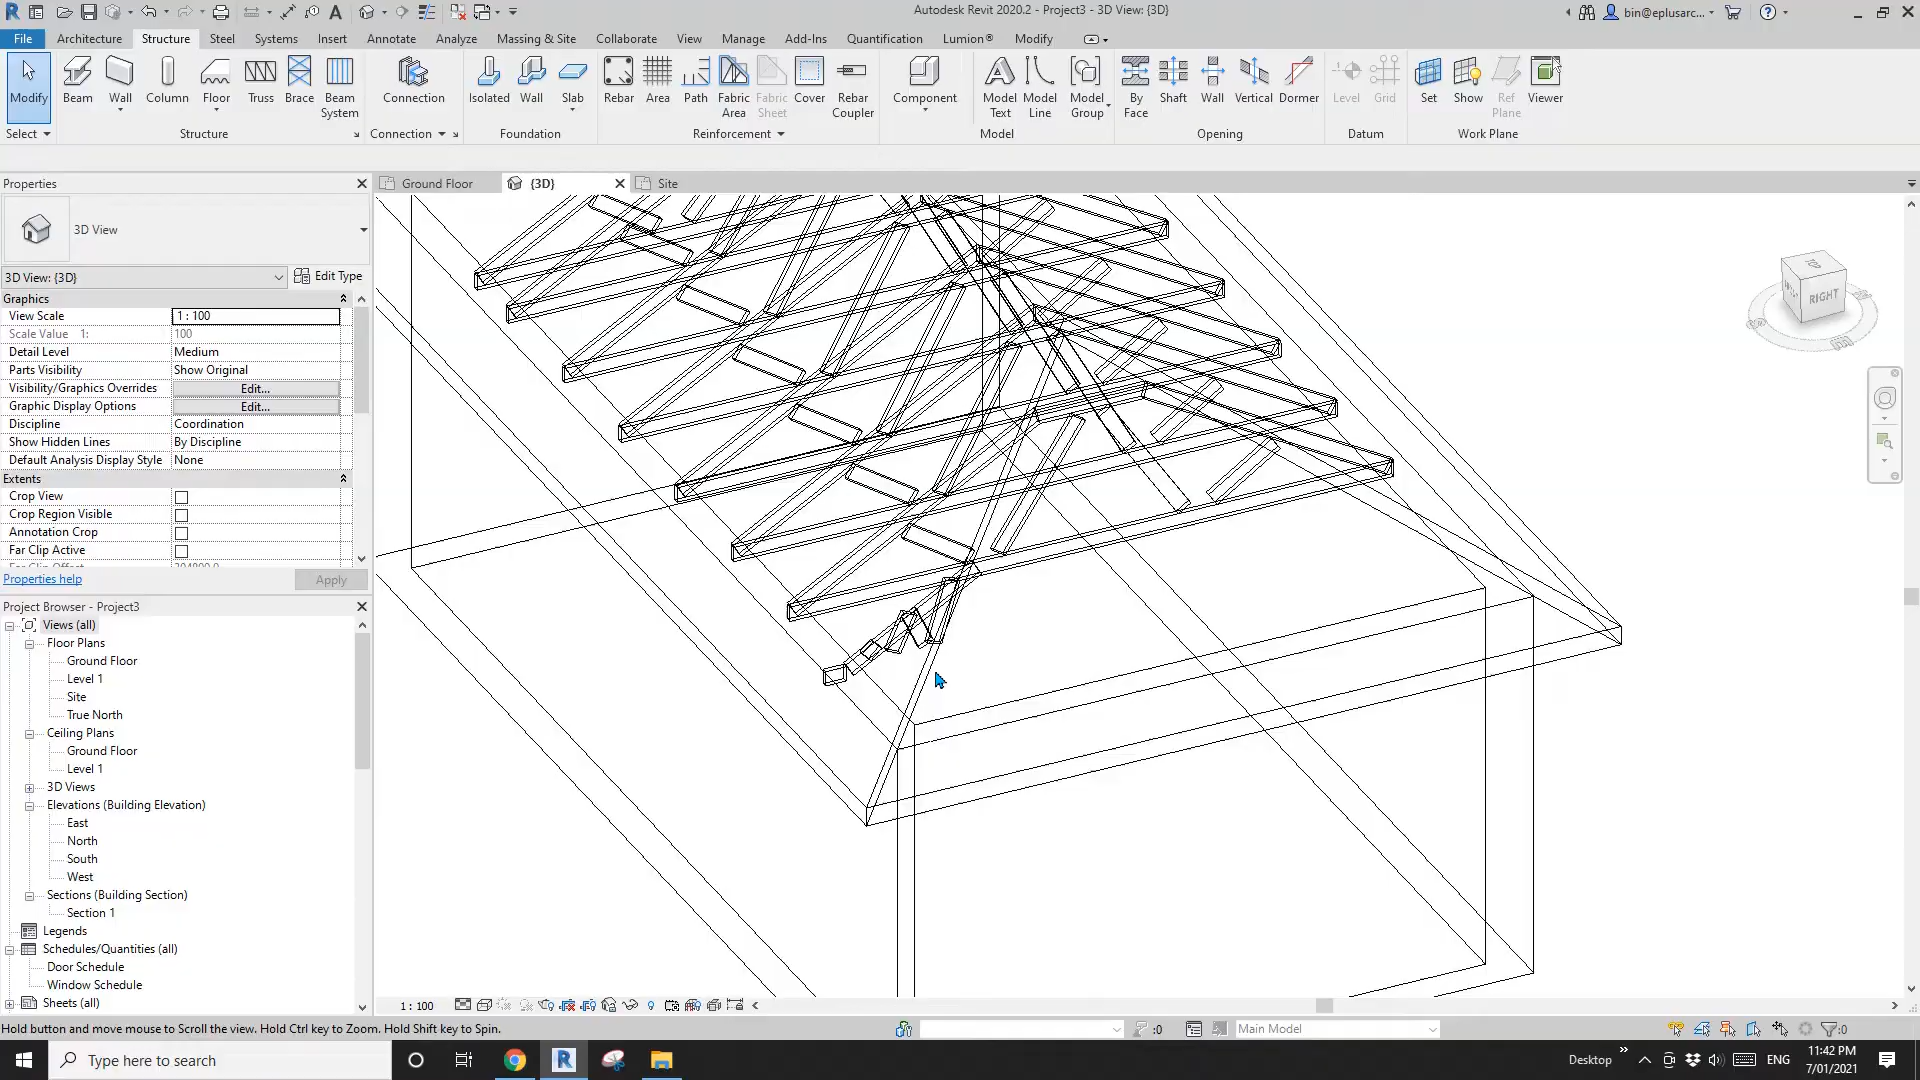 Autodesk Revit 2020.2 - Project3 - 3D View: {3D}
bin@eplusarc...
File Architecture Structure Steel Systems Insert Annotate Analyze Massing & Site Collaborate View Manage Add-Ins Quantification Lumion® Modify
Modify Beam Wall Column Floor Truss Brace Beam System Connection Isolated Wall Slab Rebar Area Path Fabric Area Fabric Sheet Cover Rebar Coupler Component Model Text Model Line Model Group By Face Shaft Wall Vertical Dormer Level Grid Set Show Ref Plane Viewer
Select Structure Connection Foundation Reinforcement Model Opening Datum Work Plane
Properties
Ground Floor {3D} Site
3D View
3D View: {3D} Edit Type
Graphics
View Scale 1 : 100
Scale Value 1: 100
Detail Level Medium
Parts Visibility Show Original
Visibility/Graphics Overrides Edit...
Graphic Display Options Edit...
Discipline Coordination
Show Hidden Lines By Discipline
Default Analysis Display Style None
Extents
Crop View
Crop Region Visible
Annotation Crop
Far Clip Active
Properties help Apply
Project Browser - Project3
Views (all)
Floor Plans
Ground Floor
Level 1
Site
True North
Ceiling Plans
Ground Floor
Level 1
3D Views
Elevations (Building Elevation)
East
North
South
West
Sections (Building Section)
Section 1
Legends
Schedules/Quantities (all)
Door Schedule
Window Schedule
Sheets (all)
TOP
RIGHT
1 : 100
Hold button and move mouse to Scroll the view. Hold Ctrl key to Zoom. Hold Shift key to Spin.
:0
Main Model
:0
Type here to search
Desktop
ENG
11:42 PM
7/01/2021